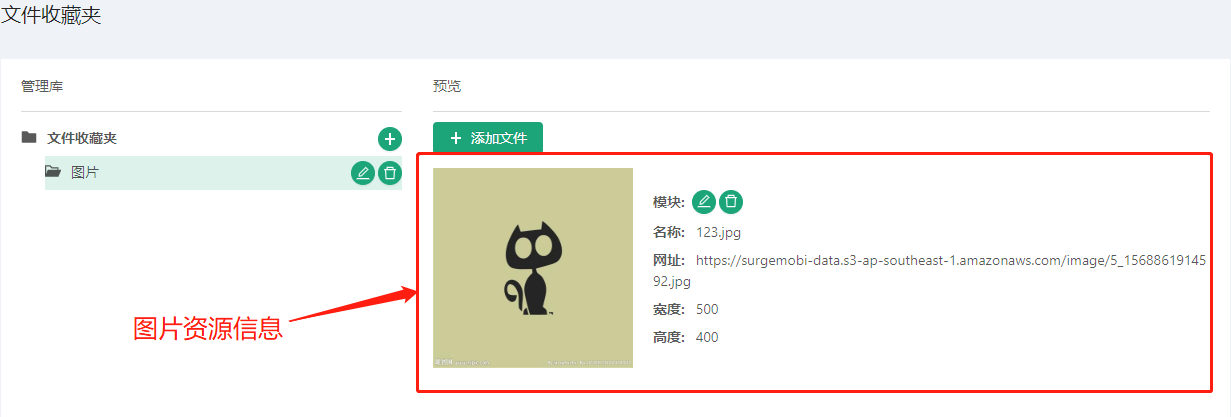 文件收藏夹
管理库
预览
文件收藏夹
添加文件
图片
模块:
名称: 123.jpg
网址: https://surgemobi-data.s3-ap-southeast-1.amazonaws.com/image/5_15688619145
92.jpg
宽度: 500
高度: 400
图片资源信息